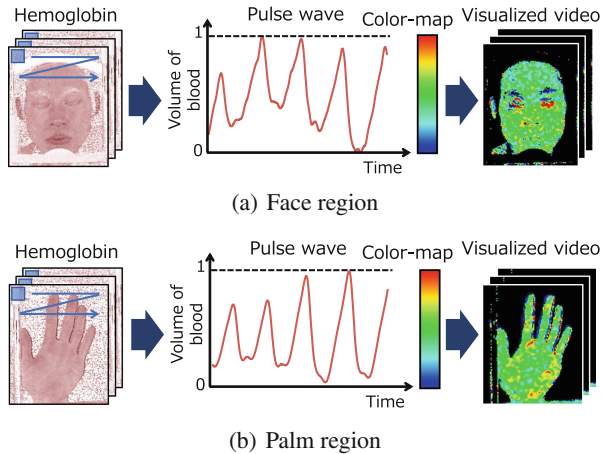 Hemoglobin
Pulse wave
Color-map
Visualized video
Volume of
blood
1
0
Time
(a) Face region
Hemoglobin
Pulse wave
Color-map
Visualized video
Volume of
blood
1
0
Time
(b) Palm region